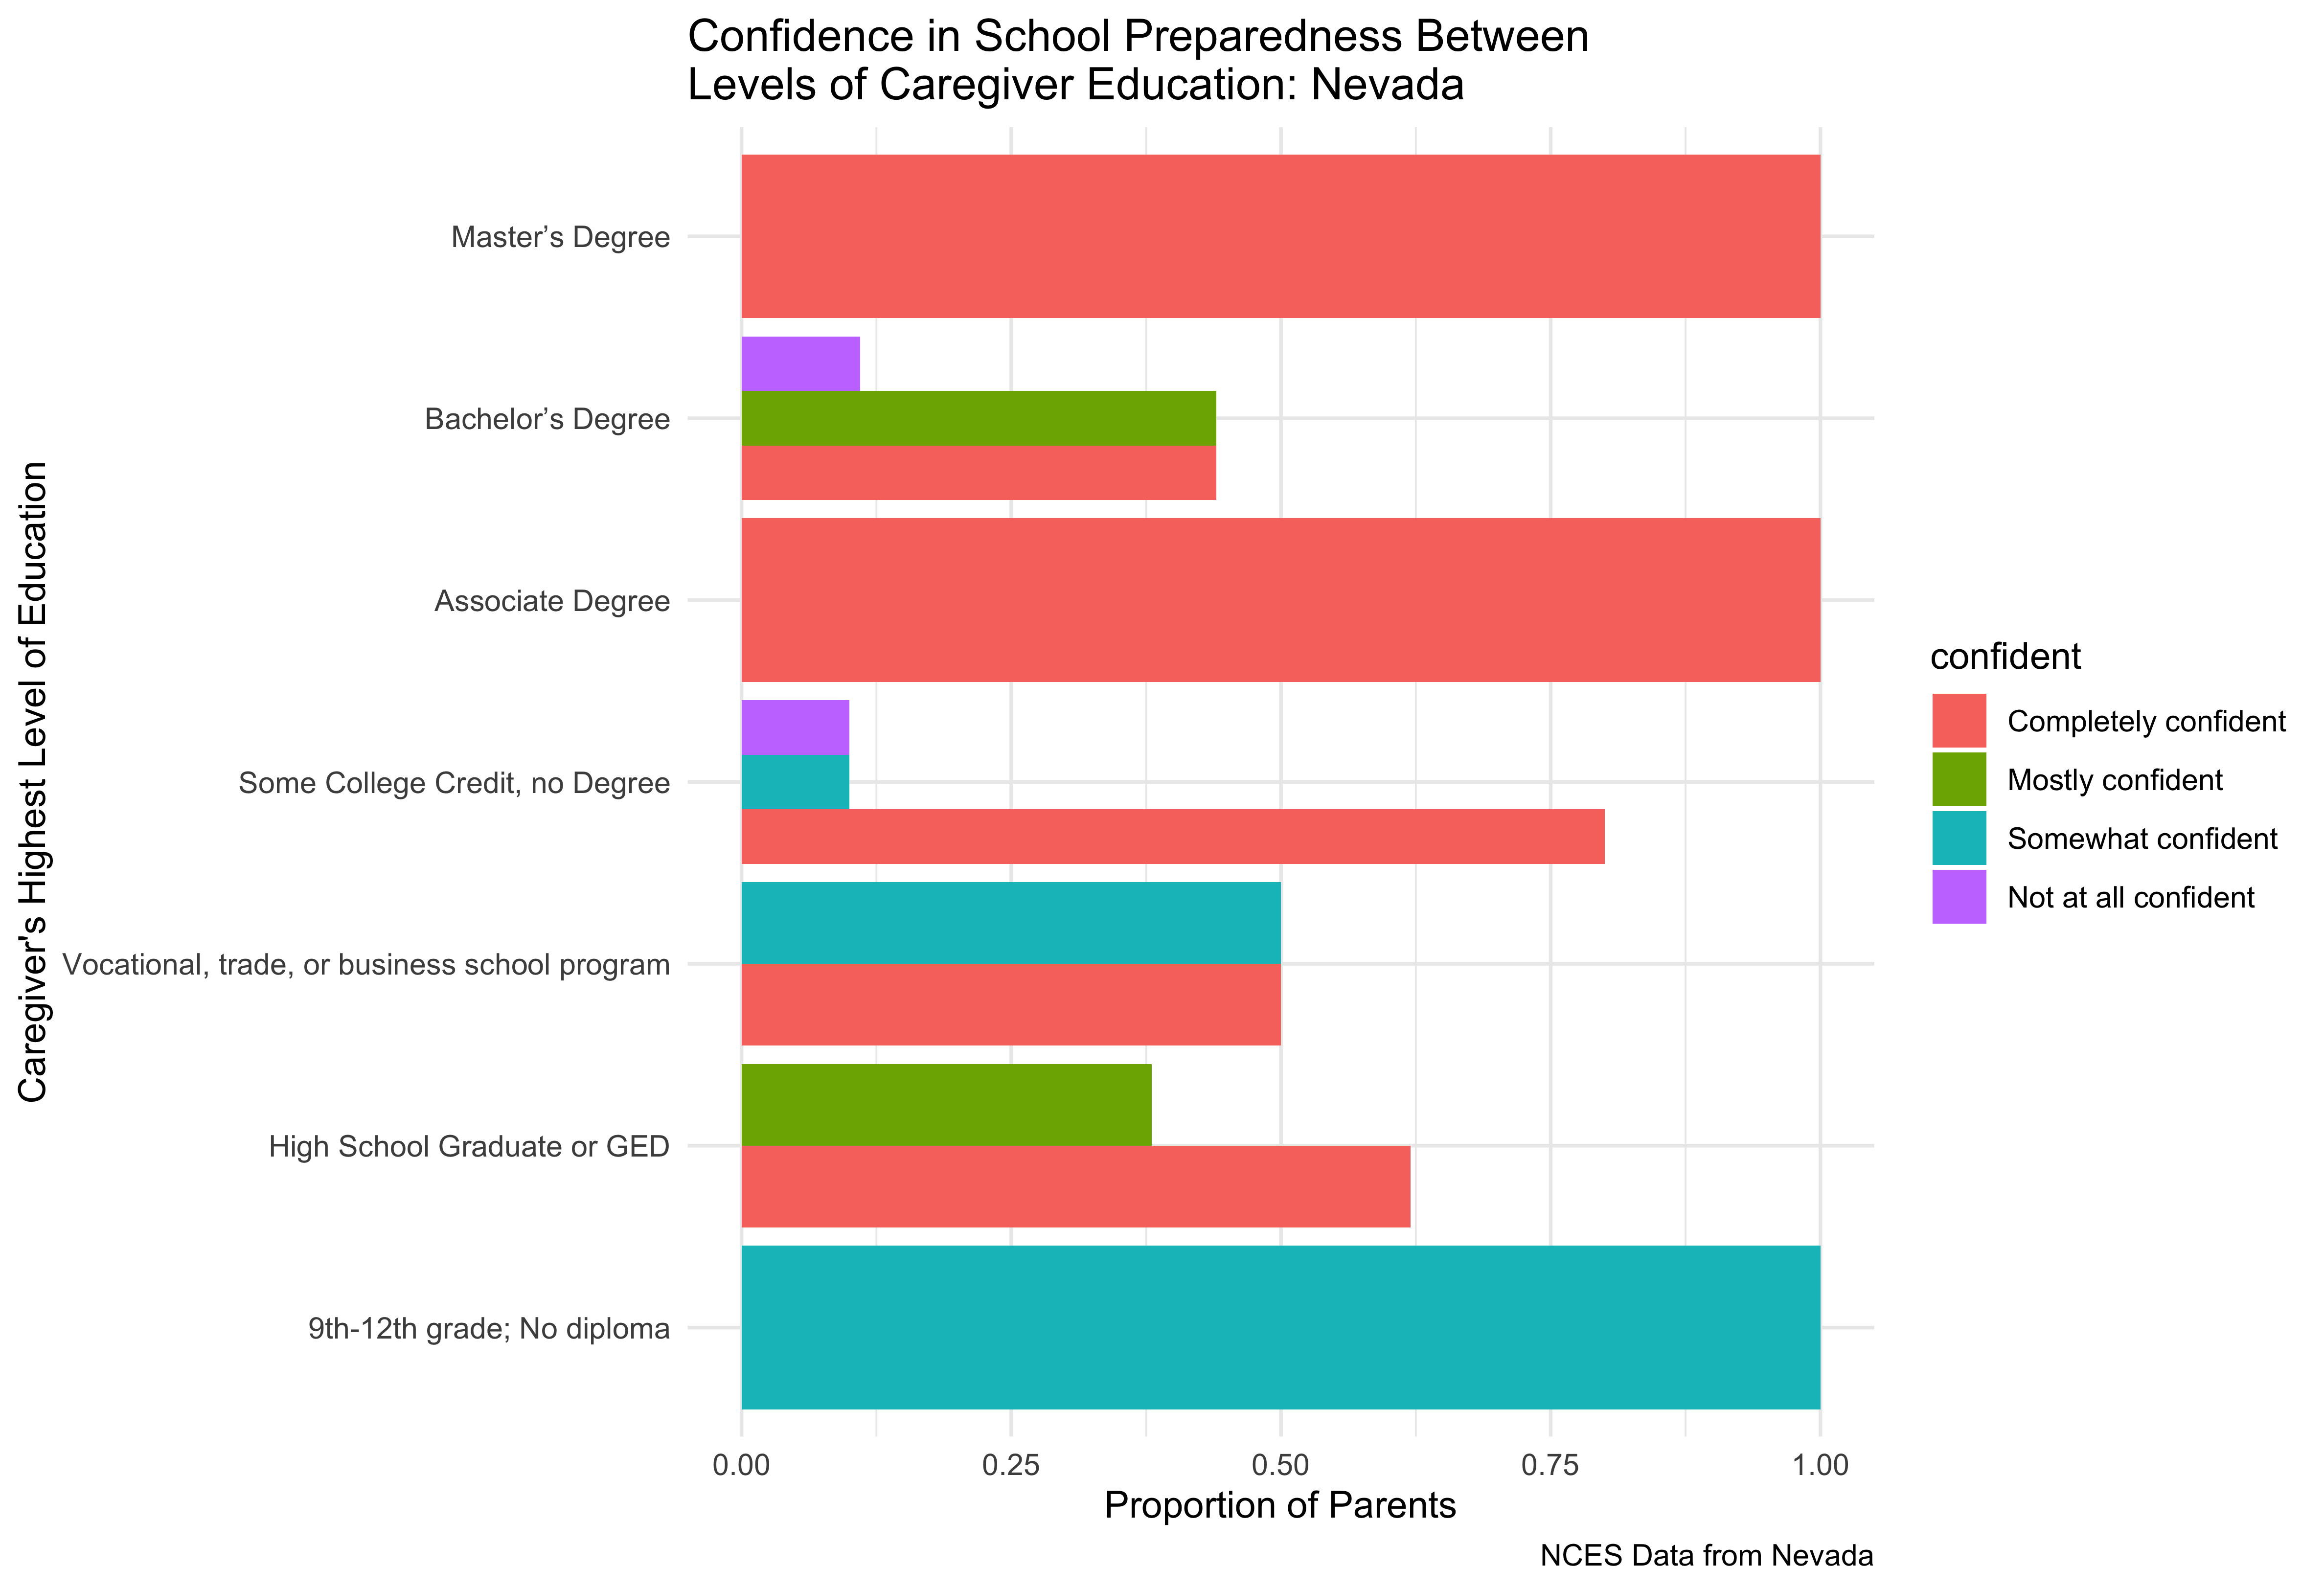 Confidence in School Preparedness Between
Levels of Caregiver Education: Nevada
Caregiver's Highest Level of Education
Master’s Degree
Bachelor’s Degree
Associate Degree
Some College Credit, no Degree
Vocational, trade, or business school program
High School Graduate or GED
9th-12th grade; No diploma
0.00 0.25 0.50 0.75 1.00
Proportion of Parents
confident
Completely confident
Mostly confident
Somewhat confident
Not at all confident
NCES Data from Nevada